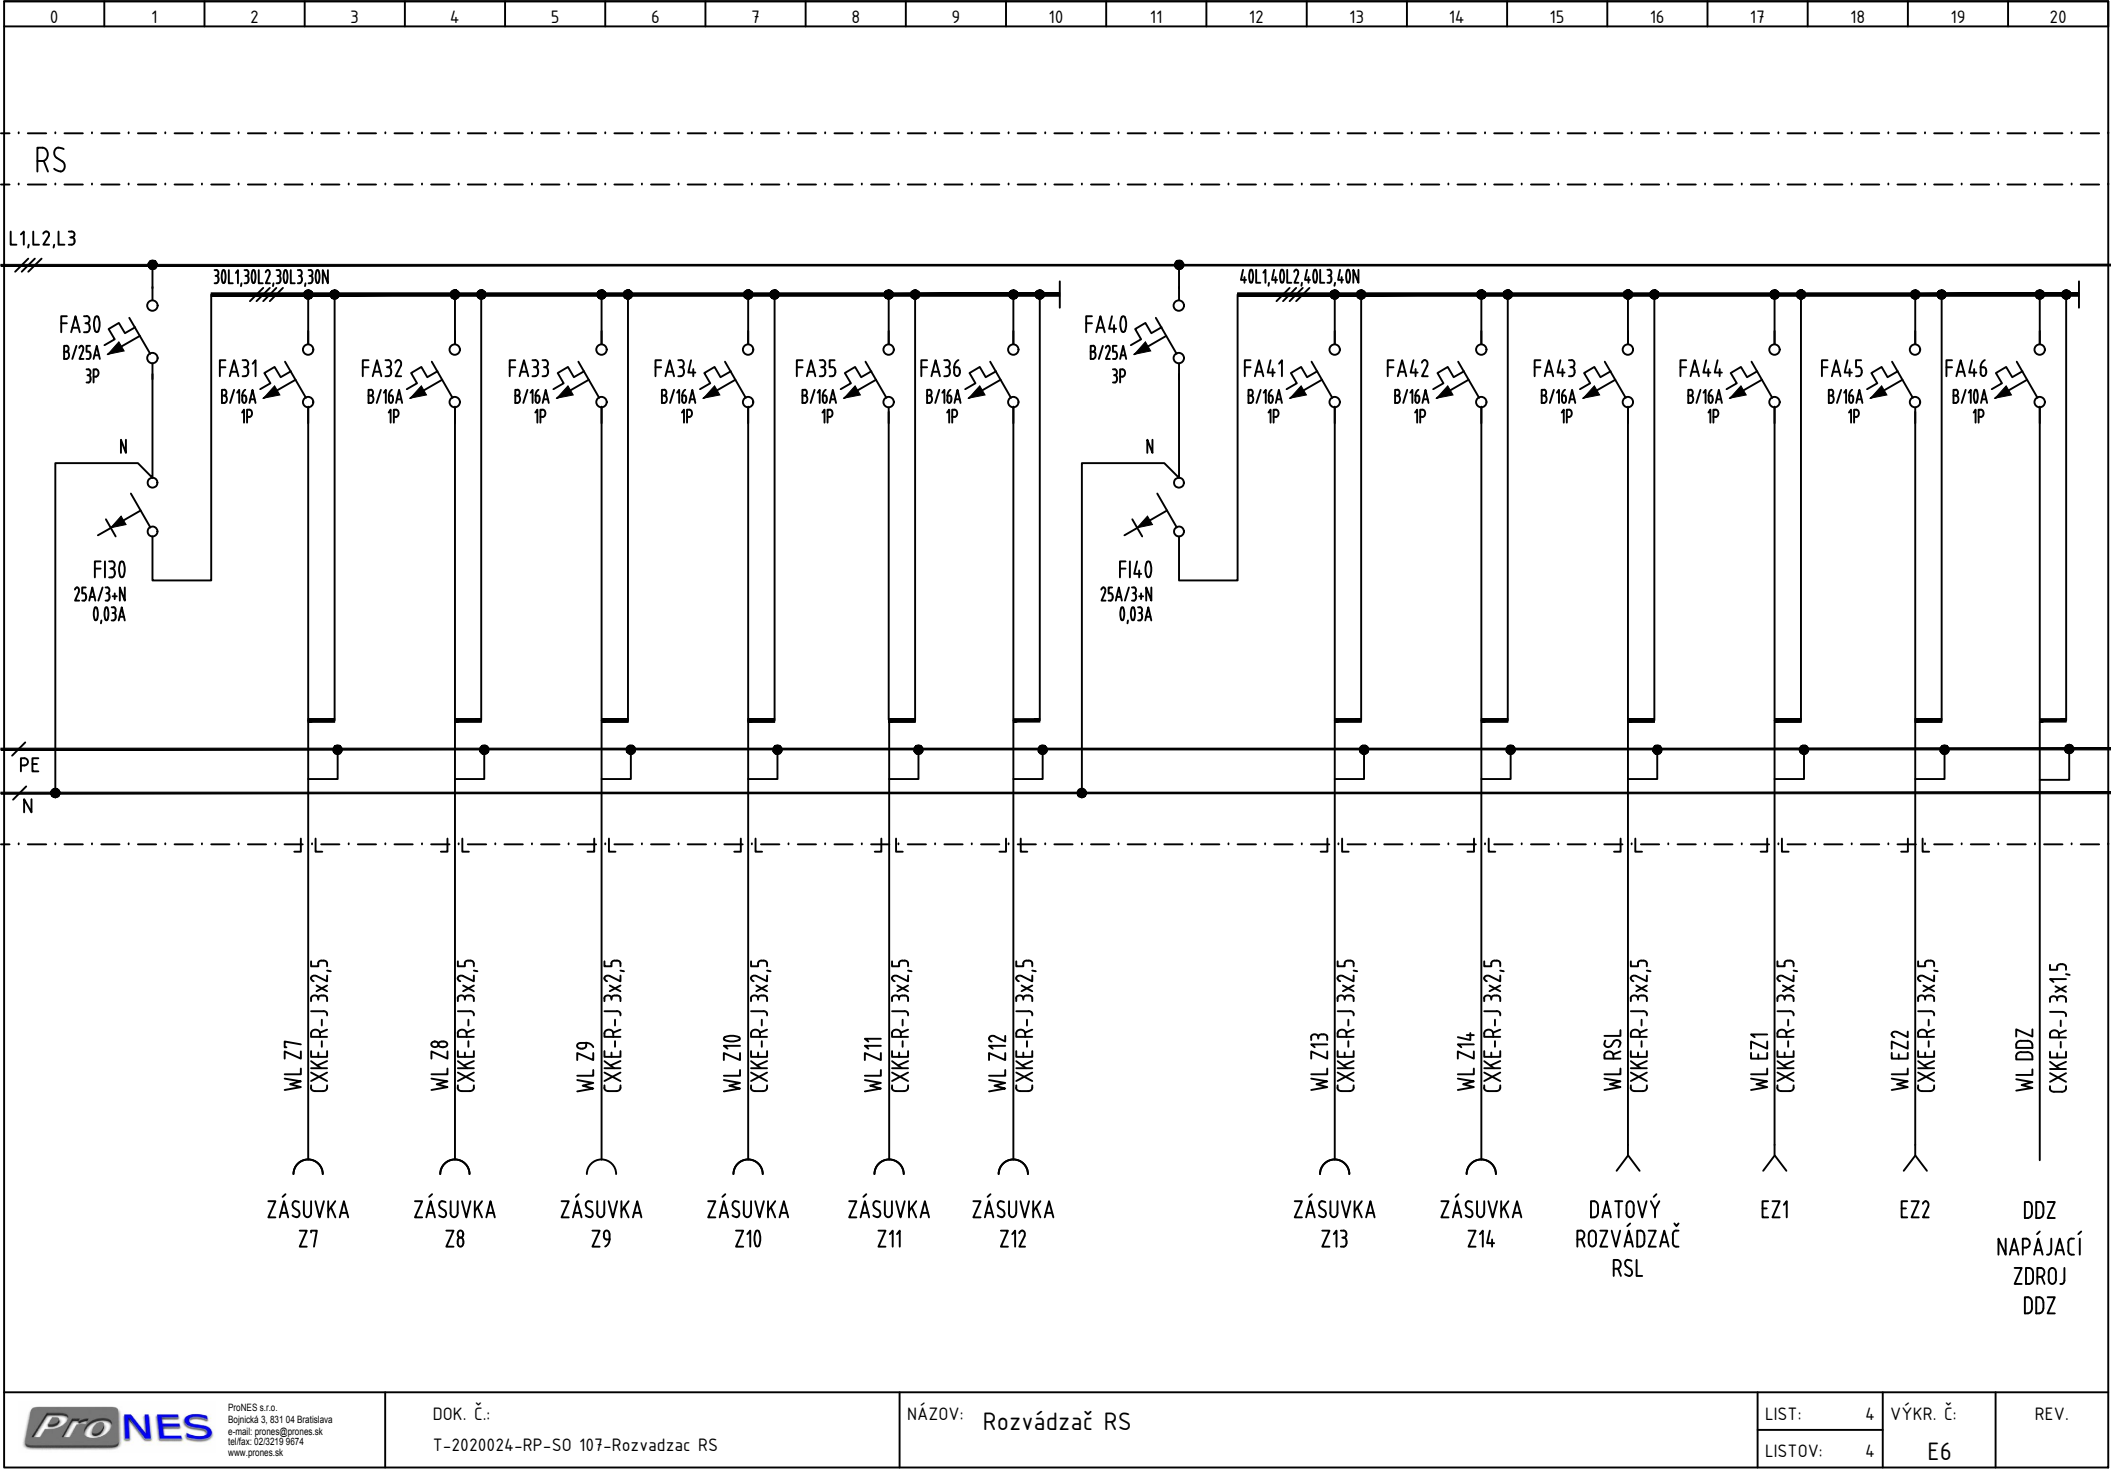 0 1 2 3 4 5 6 7 8 9 10 11 12 13 14 15 16 17 18 19 20
RS
L1,L2,L3
30L1,30L2,30L3,30N
40L1,40L2,40L3,40N
FA30
B/25A
3P
FA31
B/16A
1P
FA32
B/16A
1P
FA33
B/16A
1P
FA34
B/16A
1P
FA35
B/16A
1P
FA36
B/16A
1P
FA40
B/25A
3P
FA41
B/16A
1P
FA42
B/16A
1P
FA43
B/16A
1P
FA44
B/16A
1P
FA45
B/16A
1P
FA46
B/10A
1P
N
FI30
25A/3+N
0,03A
N
FI40
25A/3+N
0,03A
PE
N
WL Z7
CXKE-R-J 3x2,5
WL Z8
CXKE-R-J 3x2,5
WL Z9
CXKE-R-J 3x2,5
WL Z10
CXKE-R-J 3x2,5
WL Z11
CXKE-R-J 3x2,5
WL Z12
CXKE-R-J 3x2,5
WL Z13
CXKE-R-J 3x2,5
WL Z14
CXKE-R-J 3x2,5
WL RSL
CXKE-R-J 3x2,5
WL EZ1
CXKE-R-J 3x2,5
WL EZ2
CXKE-R-J 3x2,5
WL DDZ
CXKE-R-J 3x1,5
ZÁSUVKA
Z7
ZÁSUVKA
Z8
ZÁSUVKA
Z9
ZÁSUVKA
Z10
ZÁSUVKA
Z11
ZÁSUVKA
Z12
ZÁSUVKA
Z13
ZÁSUVKA
Z14
DATOVÝ
ROZVÁDZAČ
RSL
EZ1
EZ2
DDZ
NAPÁJACÍ
ZDROJ
DDZ
ProNES
ProNES s.r.o.
Bojnická 3, 831 04 Bratislava
e-mail: prones@prones.sk
tel/fax: 02/3219 9674
www.prones.sk
DOK. Č.:
T-2020024-RP-SO 107-Rozvadzac RS
NÁZOV: Rozvádzač RS
LIST: 4
LISTOV: 4
VÝKR. Č:
E6
REV.